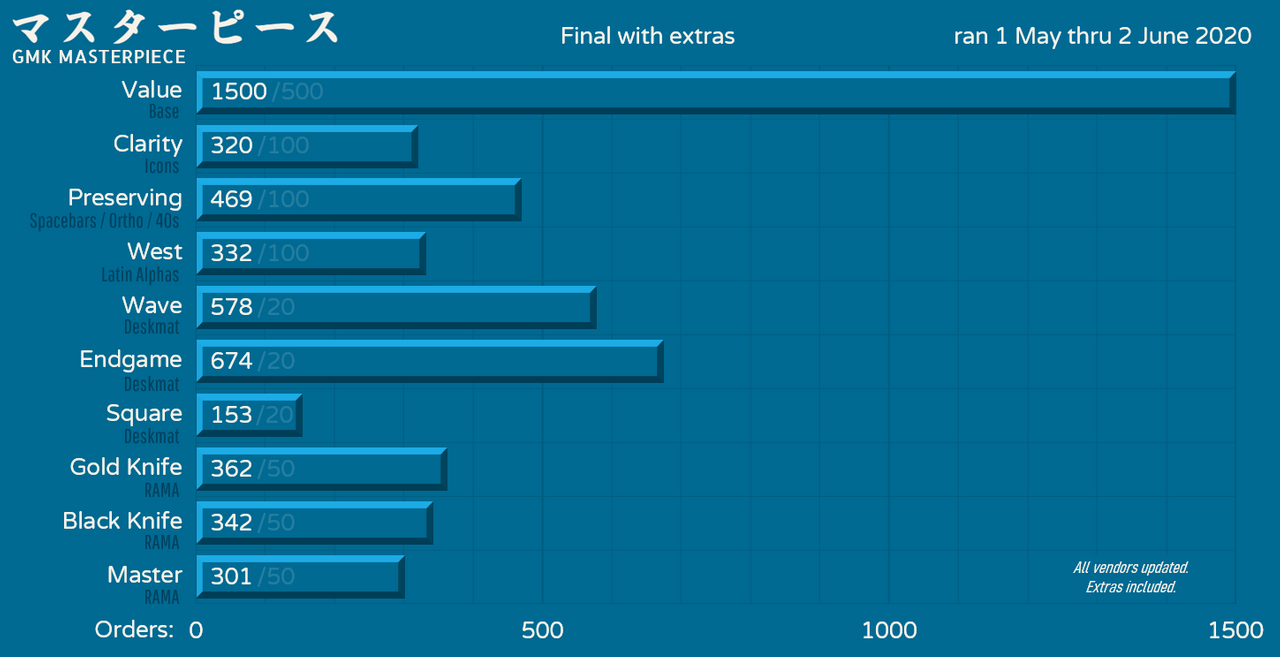 マスターピース
GMK MASTERPIECE
Final with extras
ran 1 May thru 2 June 2020
Value 1500 /500
Base
Clarity 320 /100
Icons
Preserving 469 /100
Spacebars / Ortho / 40s
West 332 /100
Latin Alphas
Wave 578 /20
Deskmat
Endgame 674 /20
Deskmat
Square 153 /20
Deskmat
Gold Knife 362 /50
RAMA
Black Knife 342 /50
RAMA
Master 301 /50
RAMA
All vendors updated.
Extras included.
Orders: 0 500 1000 1500